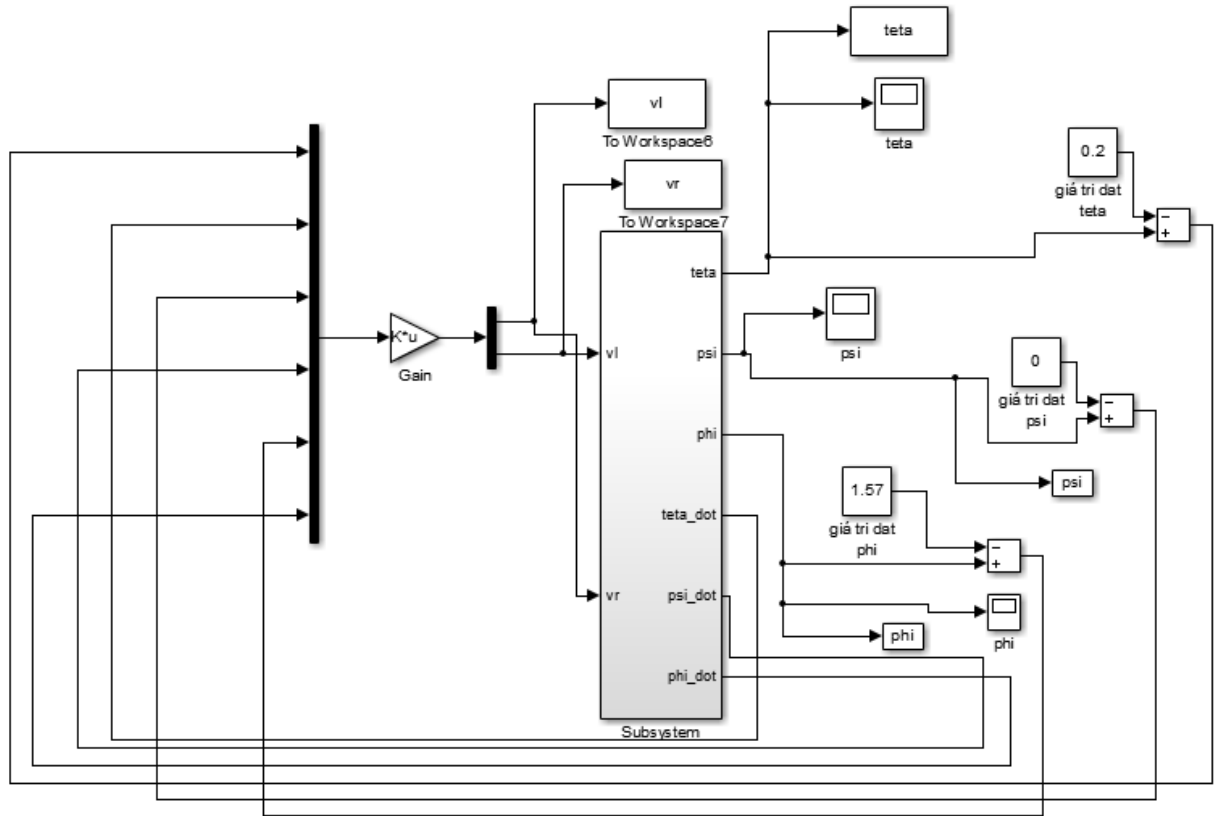 teta
vl
To Workspace6
teta
vr
To Workspace7
0.2
giá tri dat
teta
K*u
Gain
teta
psi
phi
teta_dot
psi_dot
phi_dot
vl
vr
Subsystem
psi
0
giá tri dat
psi
psi
1.57
giá tri dat
phi
phi
phi
−
+
−
+
−
+